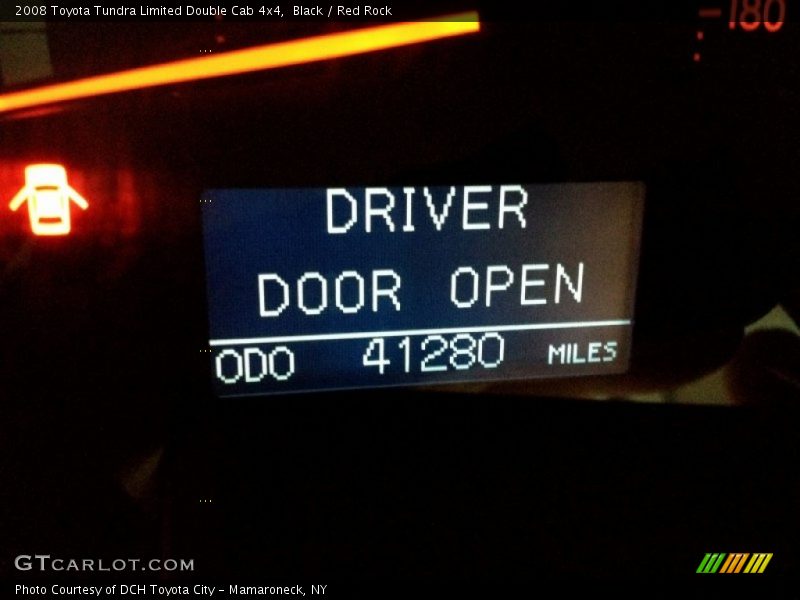 2008 Toyota Tundra Limited Double Cab 4x4,  Black / Red Rock
180
DRIVER
DOOR OPEN
ODO 41280 MILES
GTCARLOT.COM
Photo Courtesy of DCH Toyota City - Mamaroneck, NY